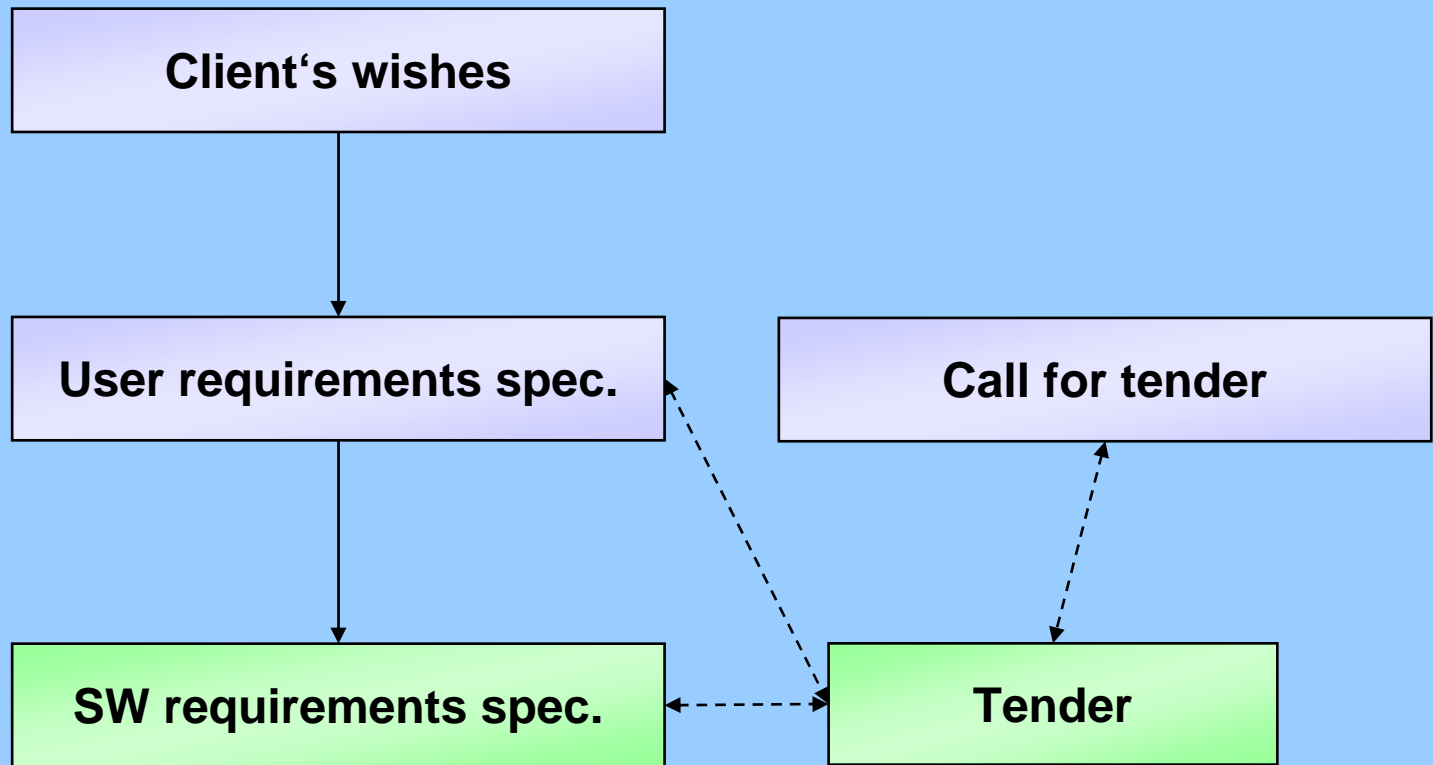 Client‘s wishes
User requirements spec.
Call for tender
SW requirements spec.
Tender